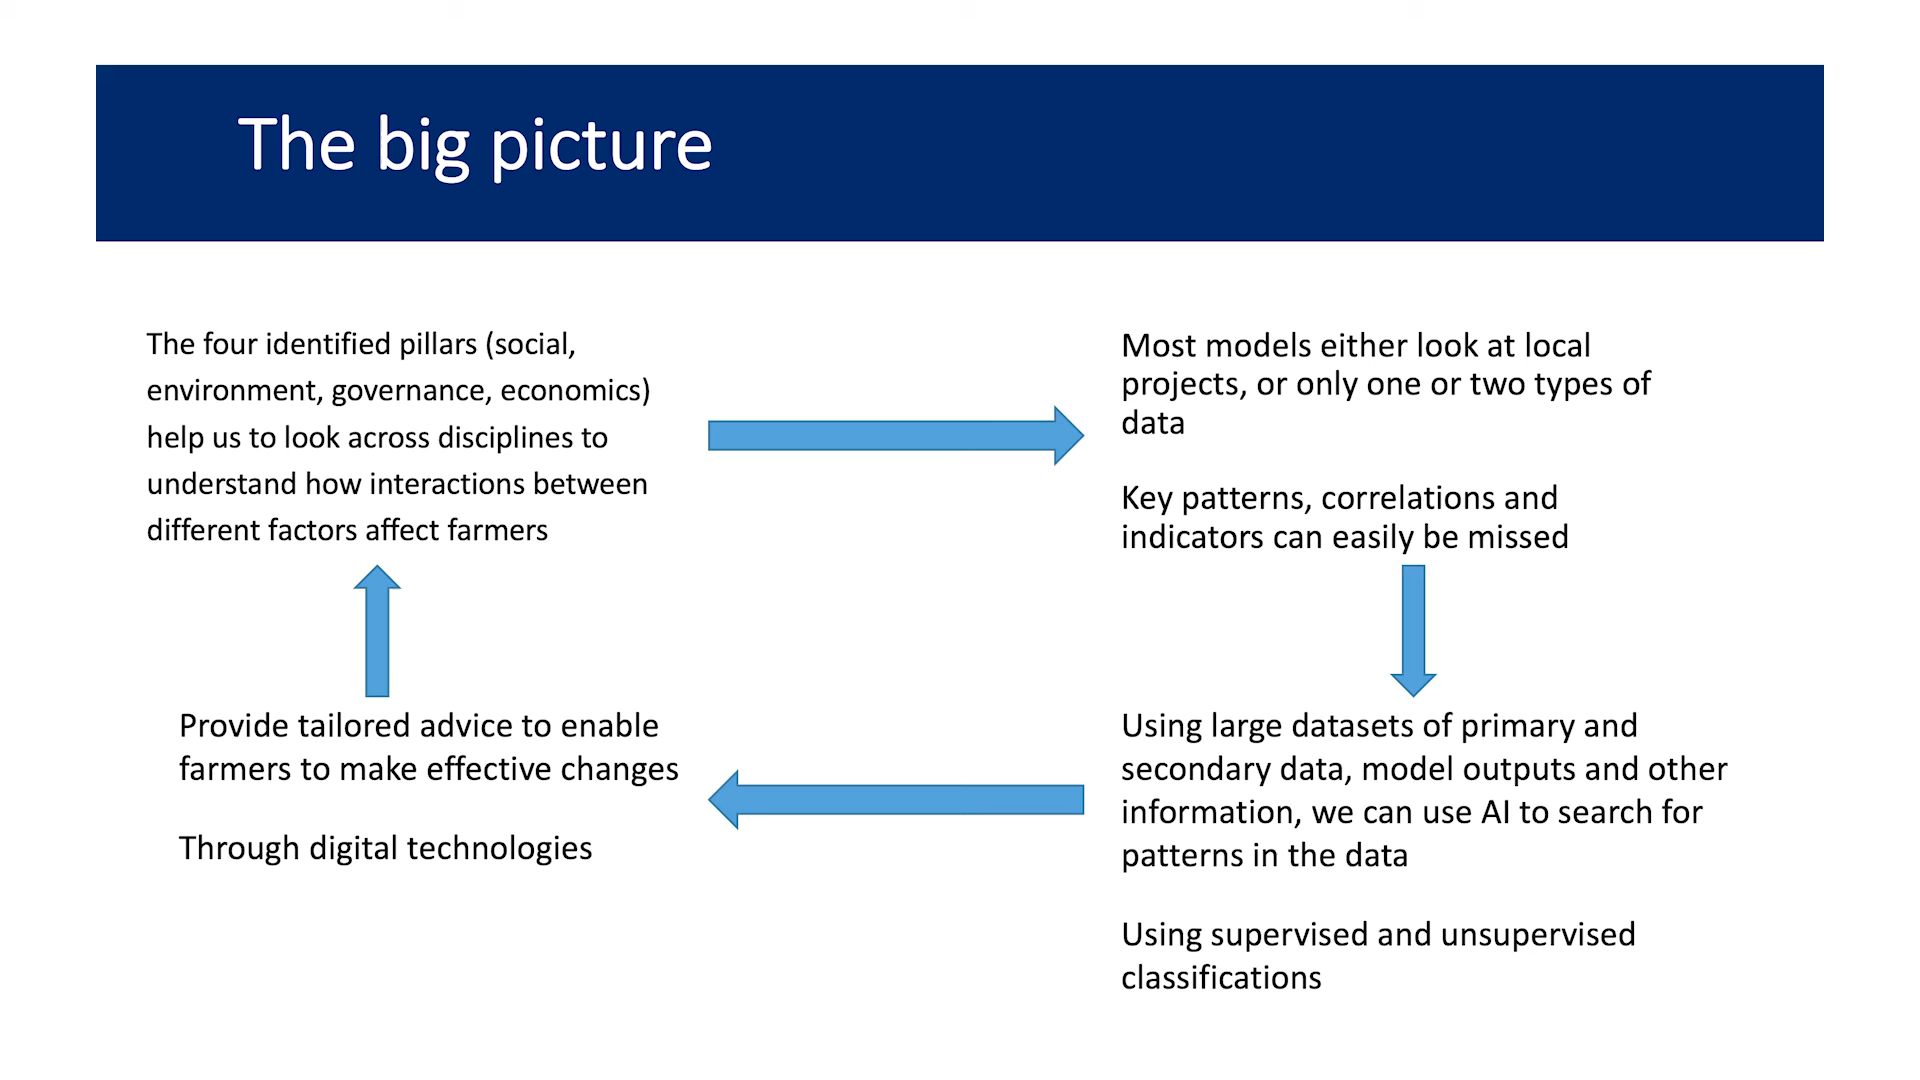 The big picture
The four identified pillars (social,
environment, governance, economics)
help us to look across disciplines to
understand how interactions between
different factors affect farmers
Most models either look at local
projects, or only one or two types of
data
Key patterns, correlations and
indicators can easily be missed
Provide tailored advice to enable
farmers to make effective changes
Through digital technologies
Using large datasets of primary and
secondary data, model outputs and other
information, we can use AI to search for
patterns in the data
Using supervised and unsupervised
classifications